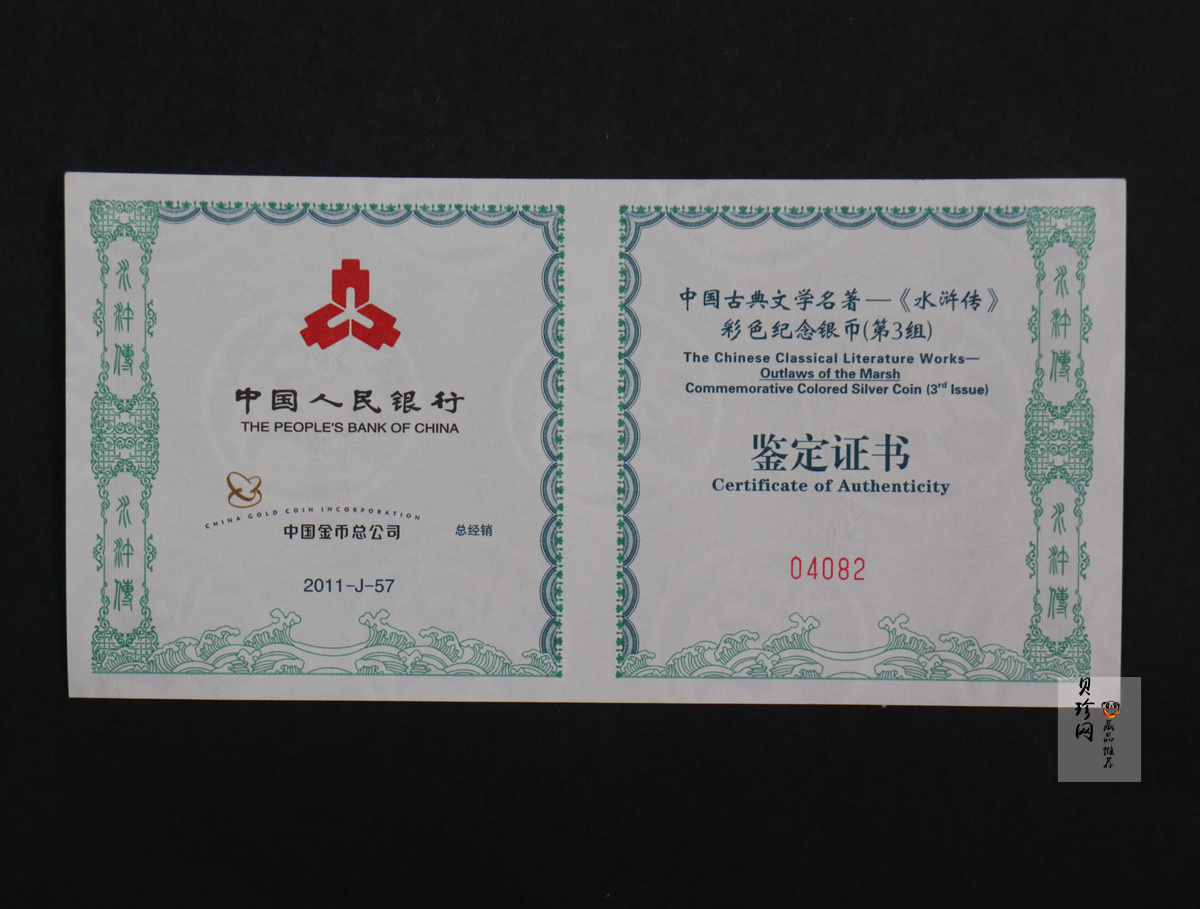 水滸傳
水滸傳
中国人民银行
THE PEOPLE'S BANK OF CHINA
CHINA GOLD COIN INCORPORATION
中国金币总公司 总经销
2011-J-57
中国古典文学名著—《水浒传》
彩色纪念银币(第3组)
The Chinese Classical Literature Works—
Outlaws of the Marsh
Commemorative Colored Silver Coin (3rd Issue)
鉴定证书
Certificate of Authenticity
04082
水滸傳
水滸傳
贝珍网
藏品推荐